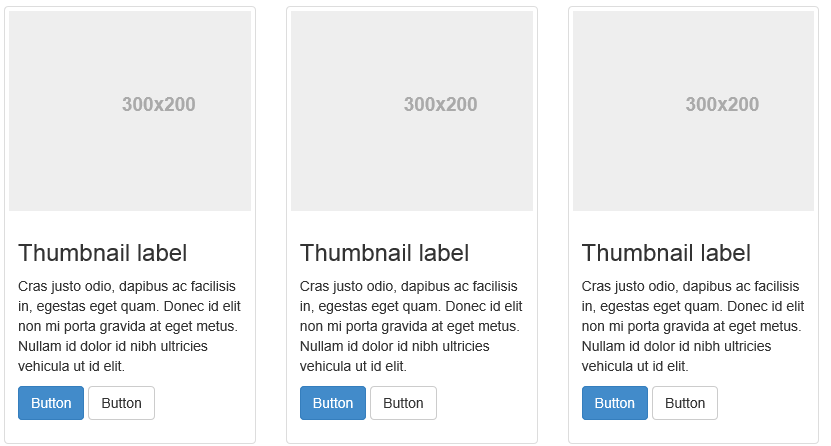 300x200
Thumbnail label
Cras justo odio, dapibus ac facilisis
in, egestas eget quam. Donec id elit
non mi porta gravida at eget metus.
Nullam id dolor id nibh ultricies
vehicula ut id elit.
Button Button
300x200
Thumbnail label
Cras justo odio, dapibus ac facilisis
in, egestas eget quam. Donec id elit
non mi porta gravida at eget metus.
Nullam id dolor id nibh ultricies
vehicula ut id elit.
Button Button
300x200
Thumbnail label
Cras justo odio, dapibus ac facilisis
in, egestas eget quam. Donec id elit
non mi porta gravida at eget metus.
Nullam id dolor id nibh ultricies
vehicula ut id elit.
Button Button